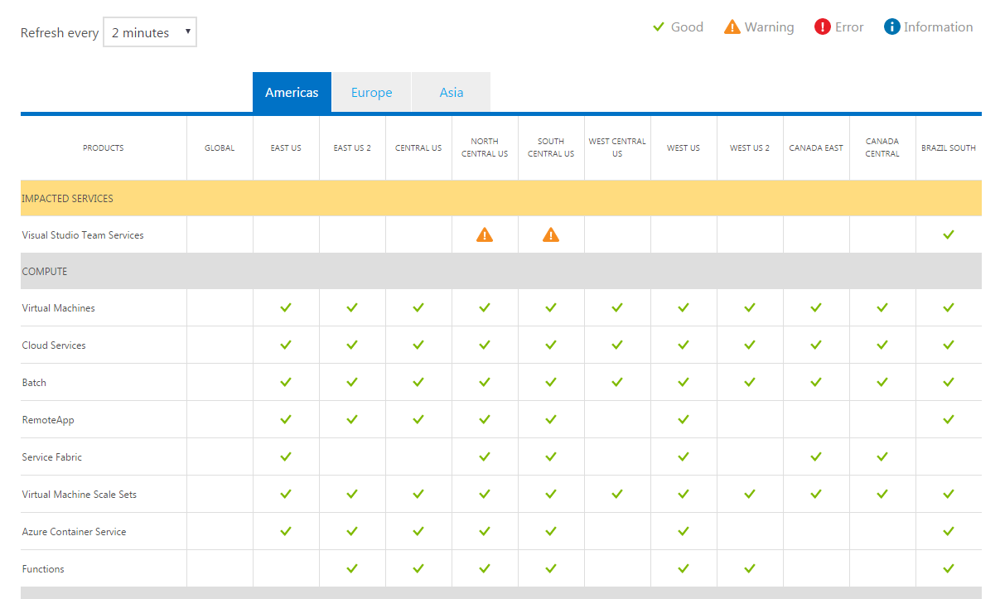 Refresh every 2 minutes
Good Warning Error Information
Americas Europe Asia
PRODUCTS GLOBAL EAST US EAST US 2 CENTRAL US NORTH CENTRAL US SOUTH CENTRAL US WEST CENTRAL US WEST US WEST US 2 CANADA EAST CANADA CENTRAL BRAZIL SOUTH
IMPACTED SERVICES
Visual Studio Team Services
COMPUTE
Virtual Machines
Cloud Services
Batch
RemoteApp
Service Fabric
Virtual Machine Scale Sets
Azure Container Service
Functions